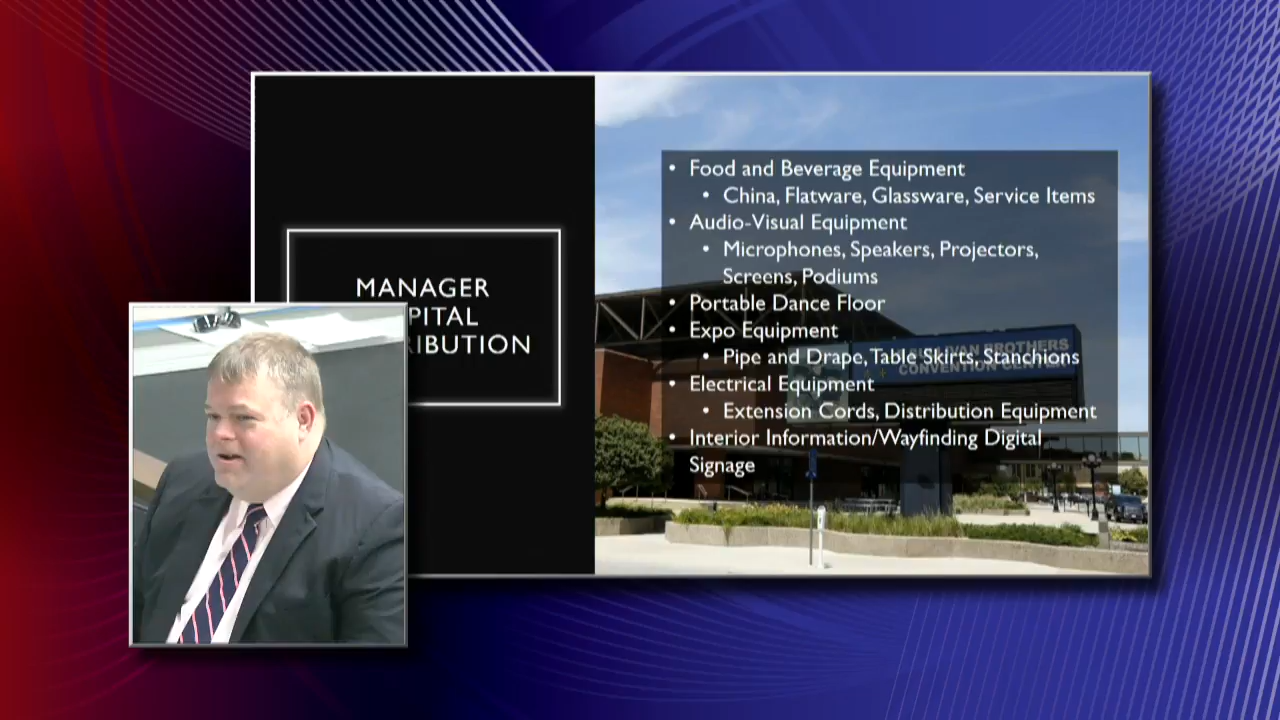 MANAGER
PITAL
RIBUTION
• Food and Beverage Equipment
• China, Flatware, Glassware, Service Items
• Audio-Visual Equipment
• Microphones, Speakers, Projectors,
Screens, Podiums
• Portable Dance Floor
• Expo Equipment
• Pipe and Drape, Table Skirts, Stanchions
• Electrical Equipment
• Extension Cords, Distribution Equipment
• Interior Information/Wayfinding Digital
Signage
BROTHERS
CONVENTION CENTER